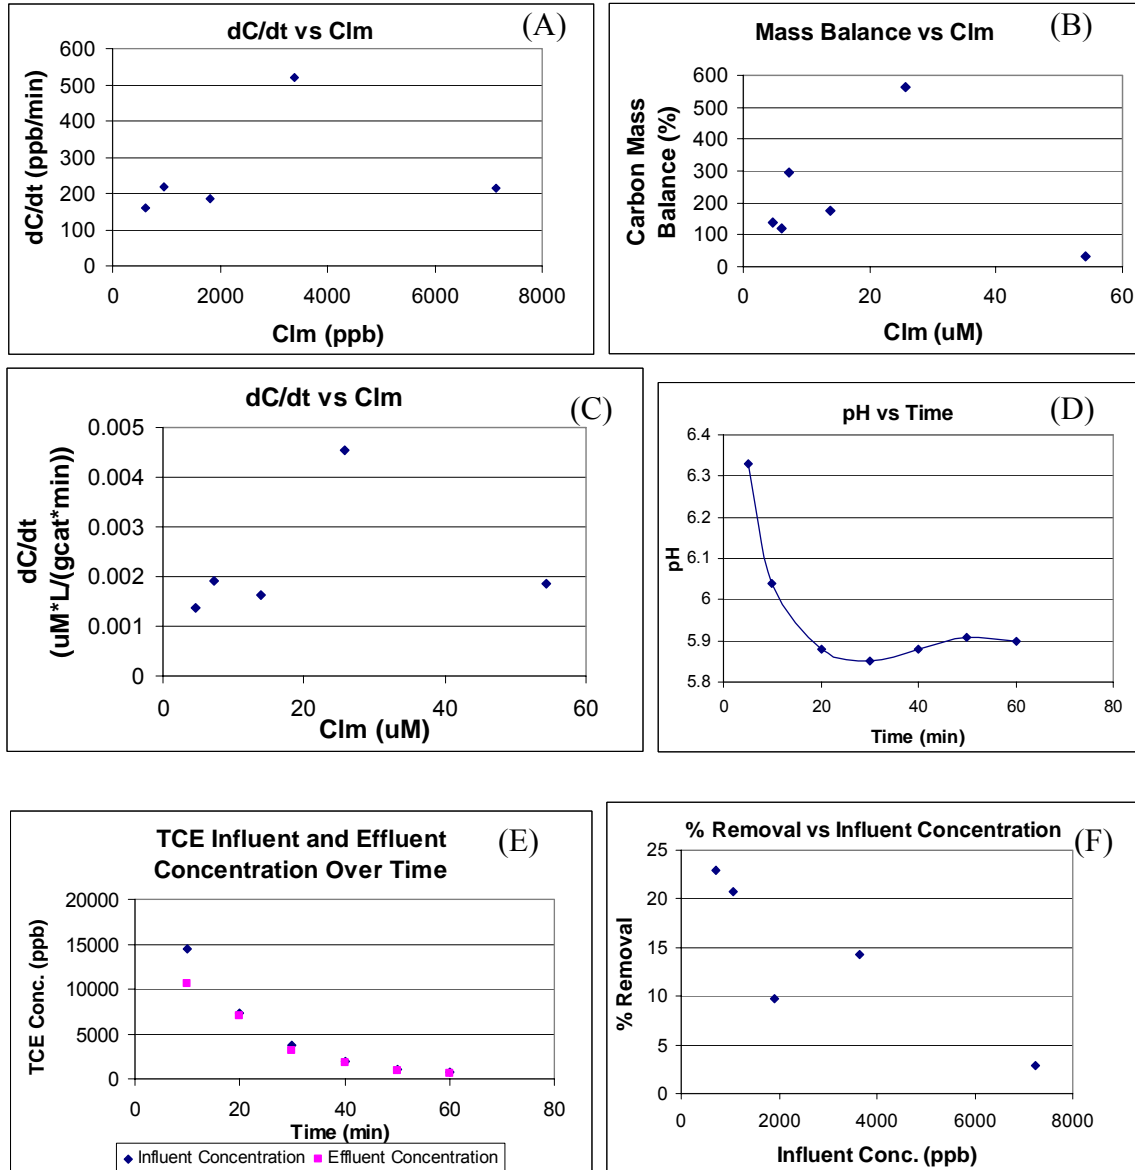 dC/dt vs Clm
(A)
dC/dt (ppb/min)
600
500
400
300
200
100
0
0 2000 4000 6000 8000
Clm (ppb)
Mass Balance vs Clm
(B)
Carbon Mass
Balance (%)
600
500
400
300
200
100
0
0 20 40 60
Clm (uM)
dC/dt vs Clm
(C)
dC/dt
(uM*L/(gcat*min))
0.005
0.004
0.003
0.002
0.001
0
0 20 40 60
Clm (uM)
pH vs Time
(D)
pH
6.4
6.3
6.2
6.1
6
5.9
5.8
0 20 40 60 80
Time (min)
TCE Influent and Effluent
Concentration Over Time
(E)
TCE Conc. (ppb)
20000
15000
10000
5000
0
0 20 40 60 80
Time (min)
Influent Concentration Effluent Concentration
% Removal vs Influent Concentration
(F)
% Removal
25
20
15
10
5
0
0 2000 4000 6000 8000
Influent Conc. (ppb)